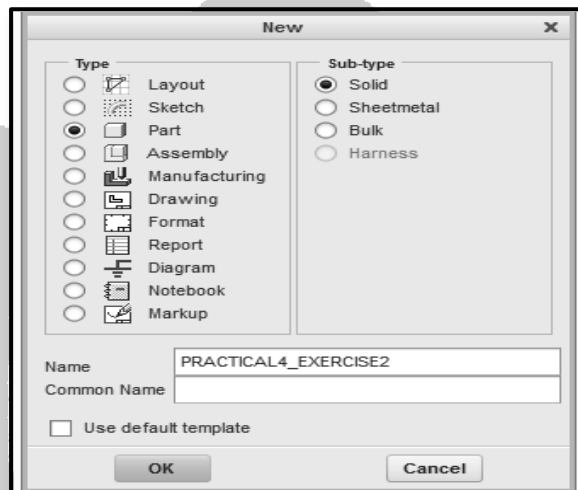 New
Type
Layout
Sketch
Part
Assembly
Manufacturing
Drawing
Format
Report
Diagram
Notebook
Markup
Sub-type
Solid
Sheetmetal
Bulk
Harness
Name PRACTICAL4_EXERCISE2
Common Name
Use default template
OK Cancel